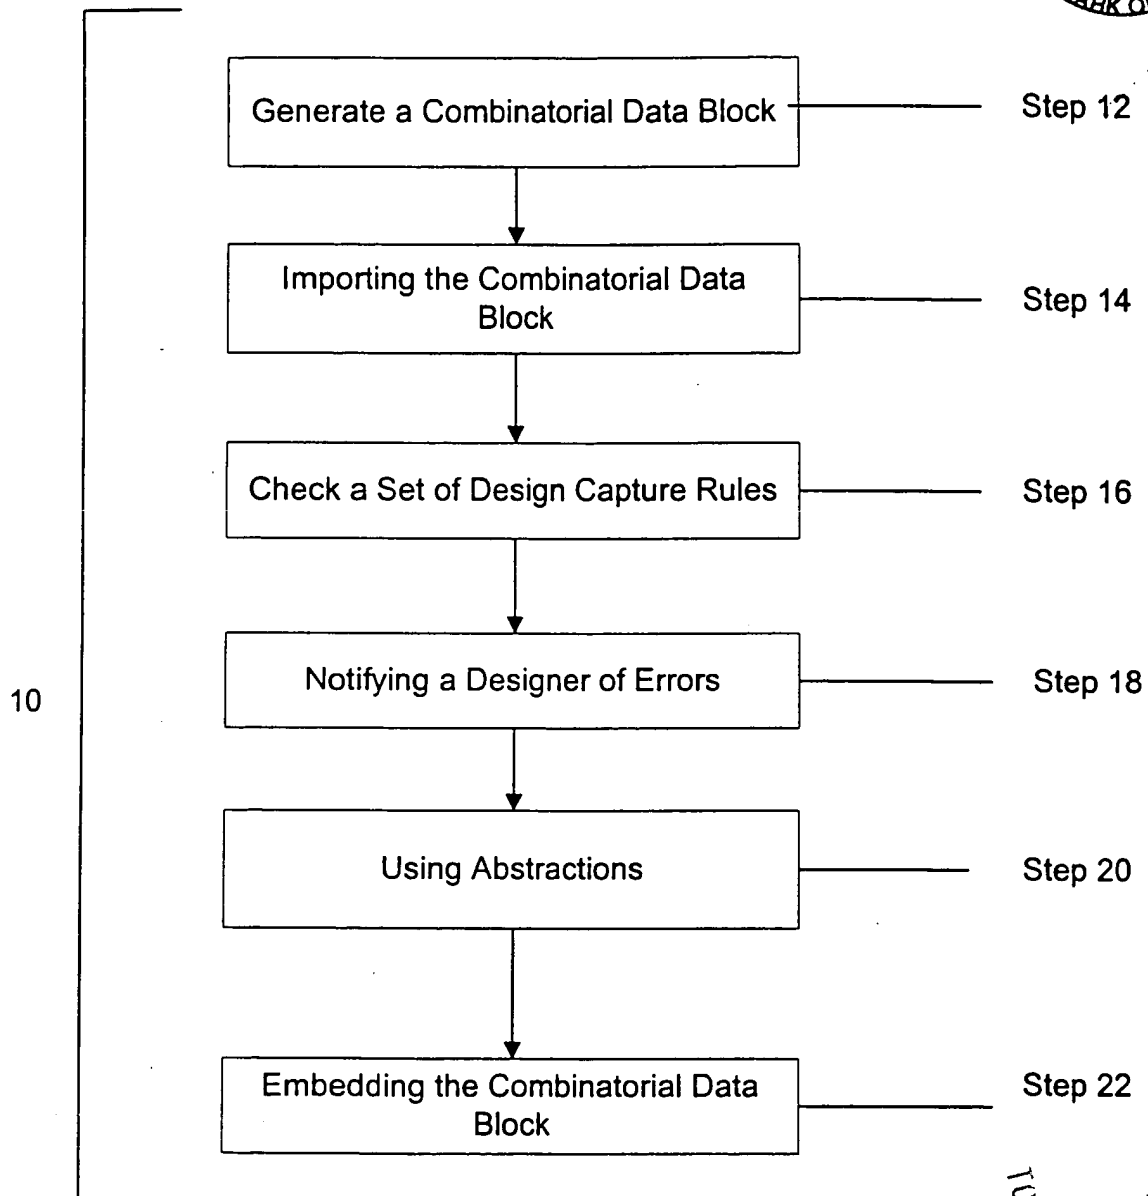 Generate a Combinatorial Data Block
Step 12
Importing the Combinatorial Data
Block
Step 14
Check a Set of Design Capture Rules
Step 16
Notifying a Designer of Errors
Step 18
10
Using Abstractions
Step 20
Embedding the Combinatorial Data
Block
Step 22